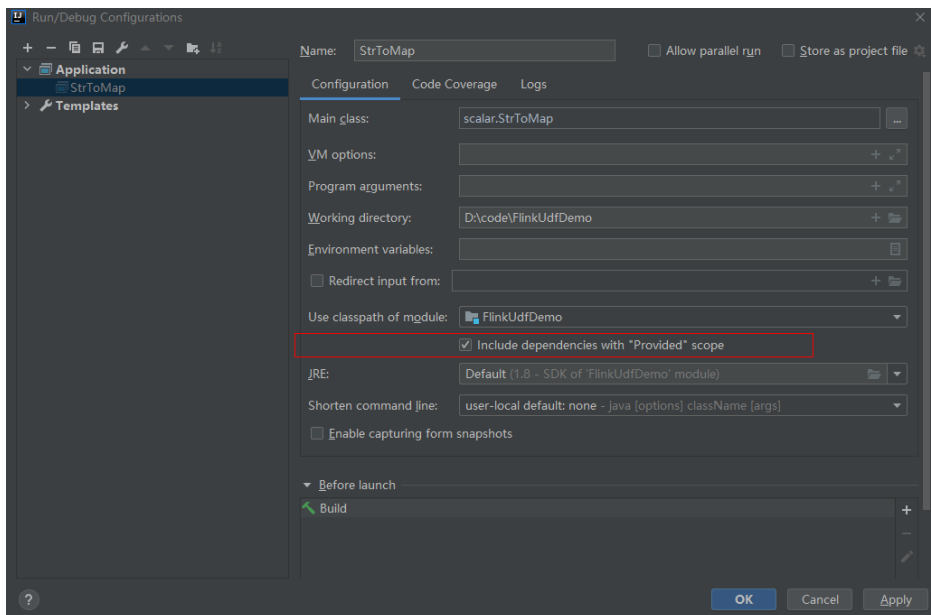 Run/Debug Configurations
Name: StrToMap Allow parallel run Store as project file
Application
StrToMap
Templates
Configuration Code Coverage Logs
Main class: scalar.StrToMap ...
VM options:
Program arguments:
Working directory: D:\code\FlinkUdfDemo
Environment variables:
Redirect input from:
Use classpath of module: FlinkUdfDemo
Include dependencies with "Provided" scope
JRE: Default (1.8 - SDK of 'FlinkUdfDemo' module)
Shorten command line: user-local default: none - java [options] className [args]
Enable capturing form snapshots
Before launch
Build
? OK Cancel Apply